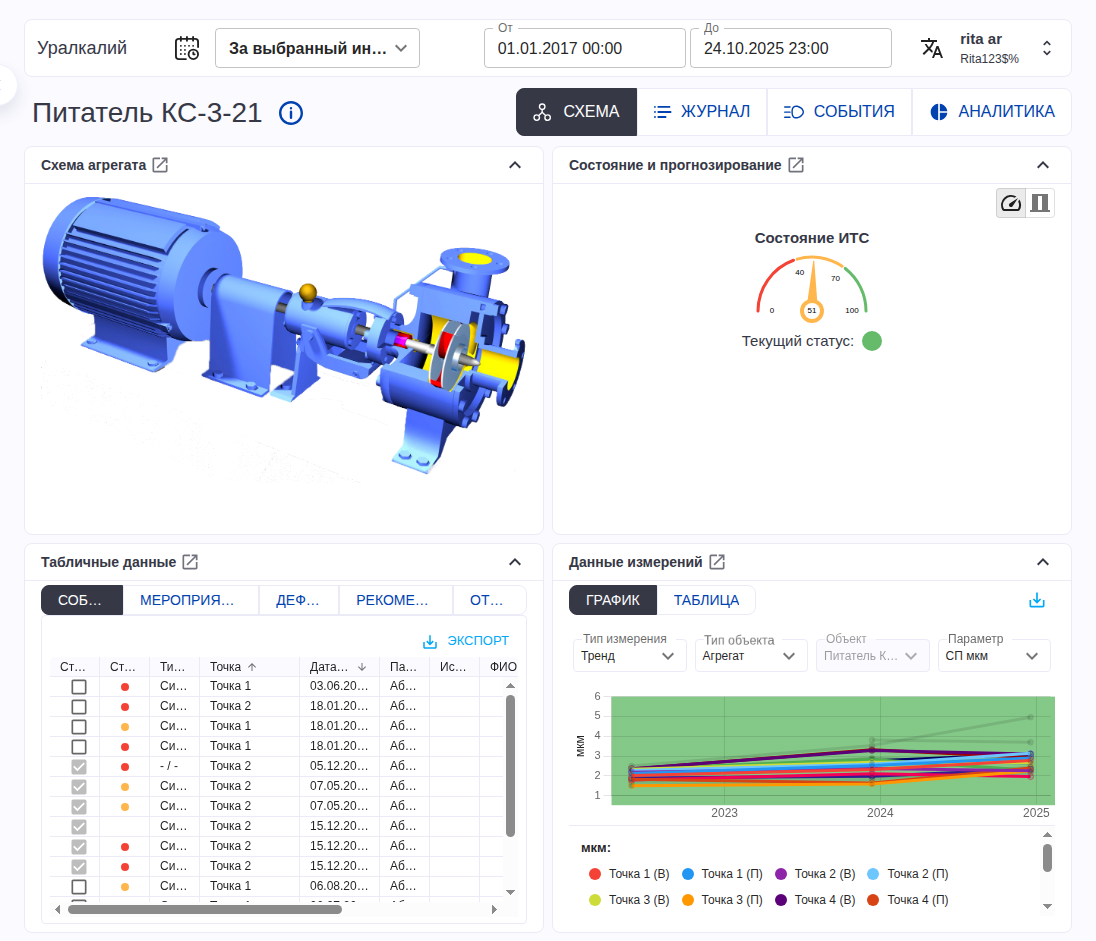 Уралкалий
За выбранный ин...
От
01.01.2017 00:00
До
24.10.2025 23:00
rita ar
Rita123$%
Питатель КС-3-21
СХЕМА
ЖУРНАЛ
СОБЫТИЯ
АНАЛИТИКА
Схема агрегата
Состояние и прогнозирование
Состояние ИТС
40
70
0
51
100
Текущий статус:
Табличные данные
СОБ...
МЕРОПРИЯ...
ДЕФ...
РЕКОМЕ...
ОТ...
ЭКСПОРТ
Ст... Ст... Ти... Точка Дата... Па... Ис... ФИО
Си... Точка 1 03.06.20... Аб...
Си... Точка 2 18.01.20... Аб...
Си... Точка 1 18.01.20... Аб...
Си... Точка 1 18.01.20... Аб...
- / - Точка 2 05.12.20... Аб...
Си... Точка 2 07.05.20... Аб...
Си... Точка 2 07.05.20... Аб...
Си... Точка 2 15.12.20... Аб...
Си... Точка 2 15.12.20... Аб...
Си... Точка 2 15.12.20... Аб...
Си... Точка 1 06.08.20... Аб...
Данные измерений
ГРАФИК
ТАБЛИЦА
Тип измерения
Тренд
Тип объекта
Агрегат
Объект
Питатель К...
Параметр
СП мкм
6
5
4
3
2
1
мкм
2023
2024
2025
мкм:
Точка 1 (В) Точка 1 (П) Точка 2 (В) Точка 2 (П)
Точка 3 (В) Точка 3 (П) Точка 4 (В) Точка 4 (П)